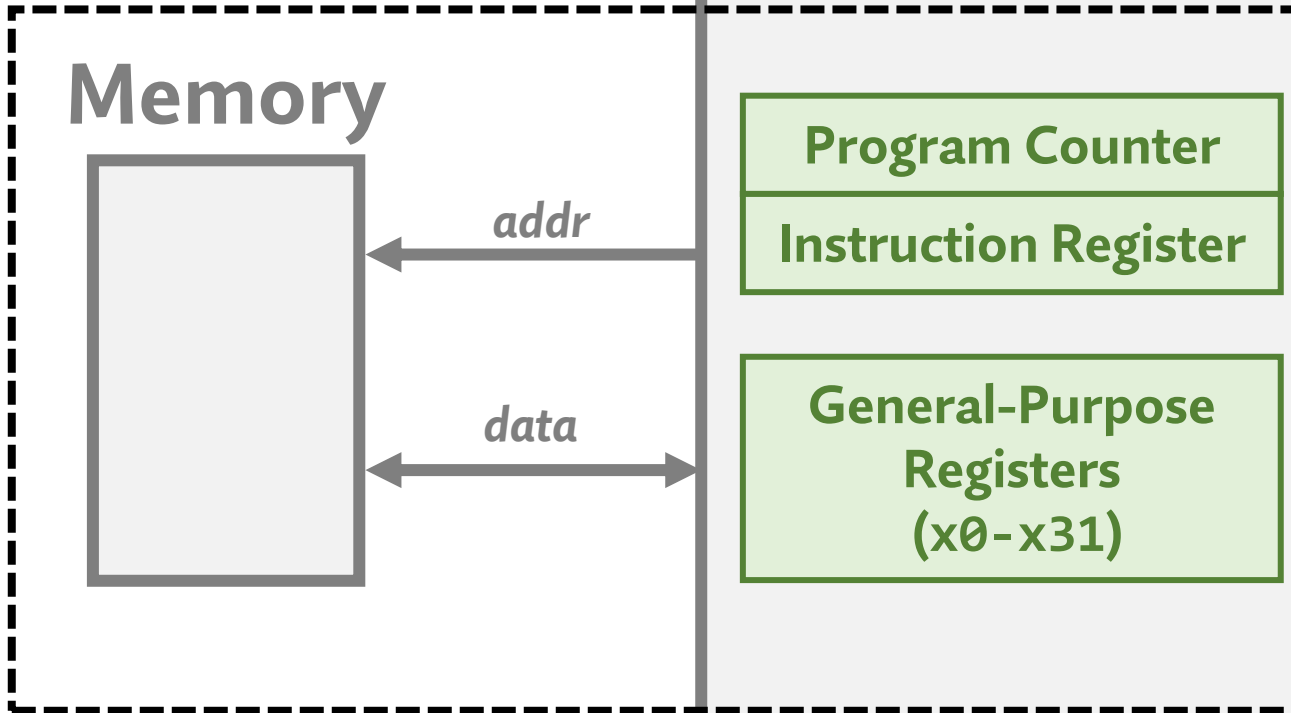 Memory
addr
data
Program Counter
Instruction Register
General-Purpose
Registers
(x0-x31)